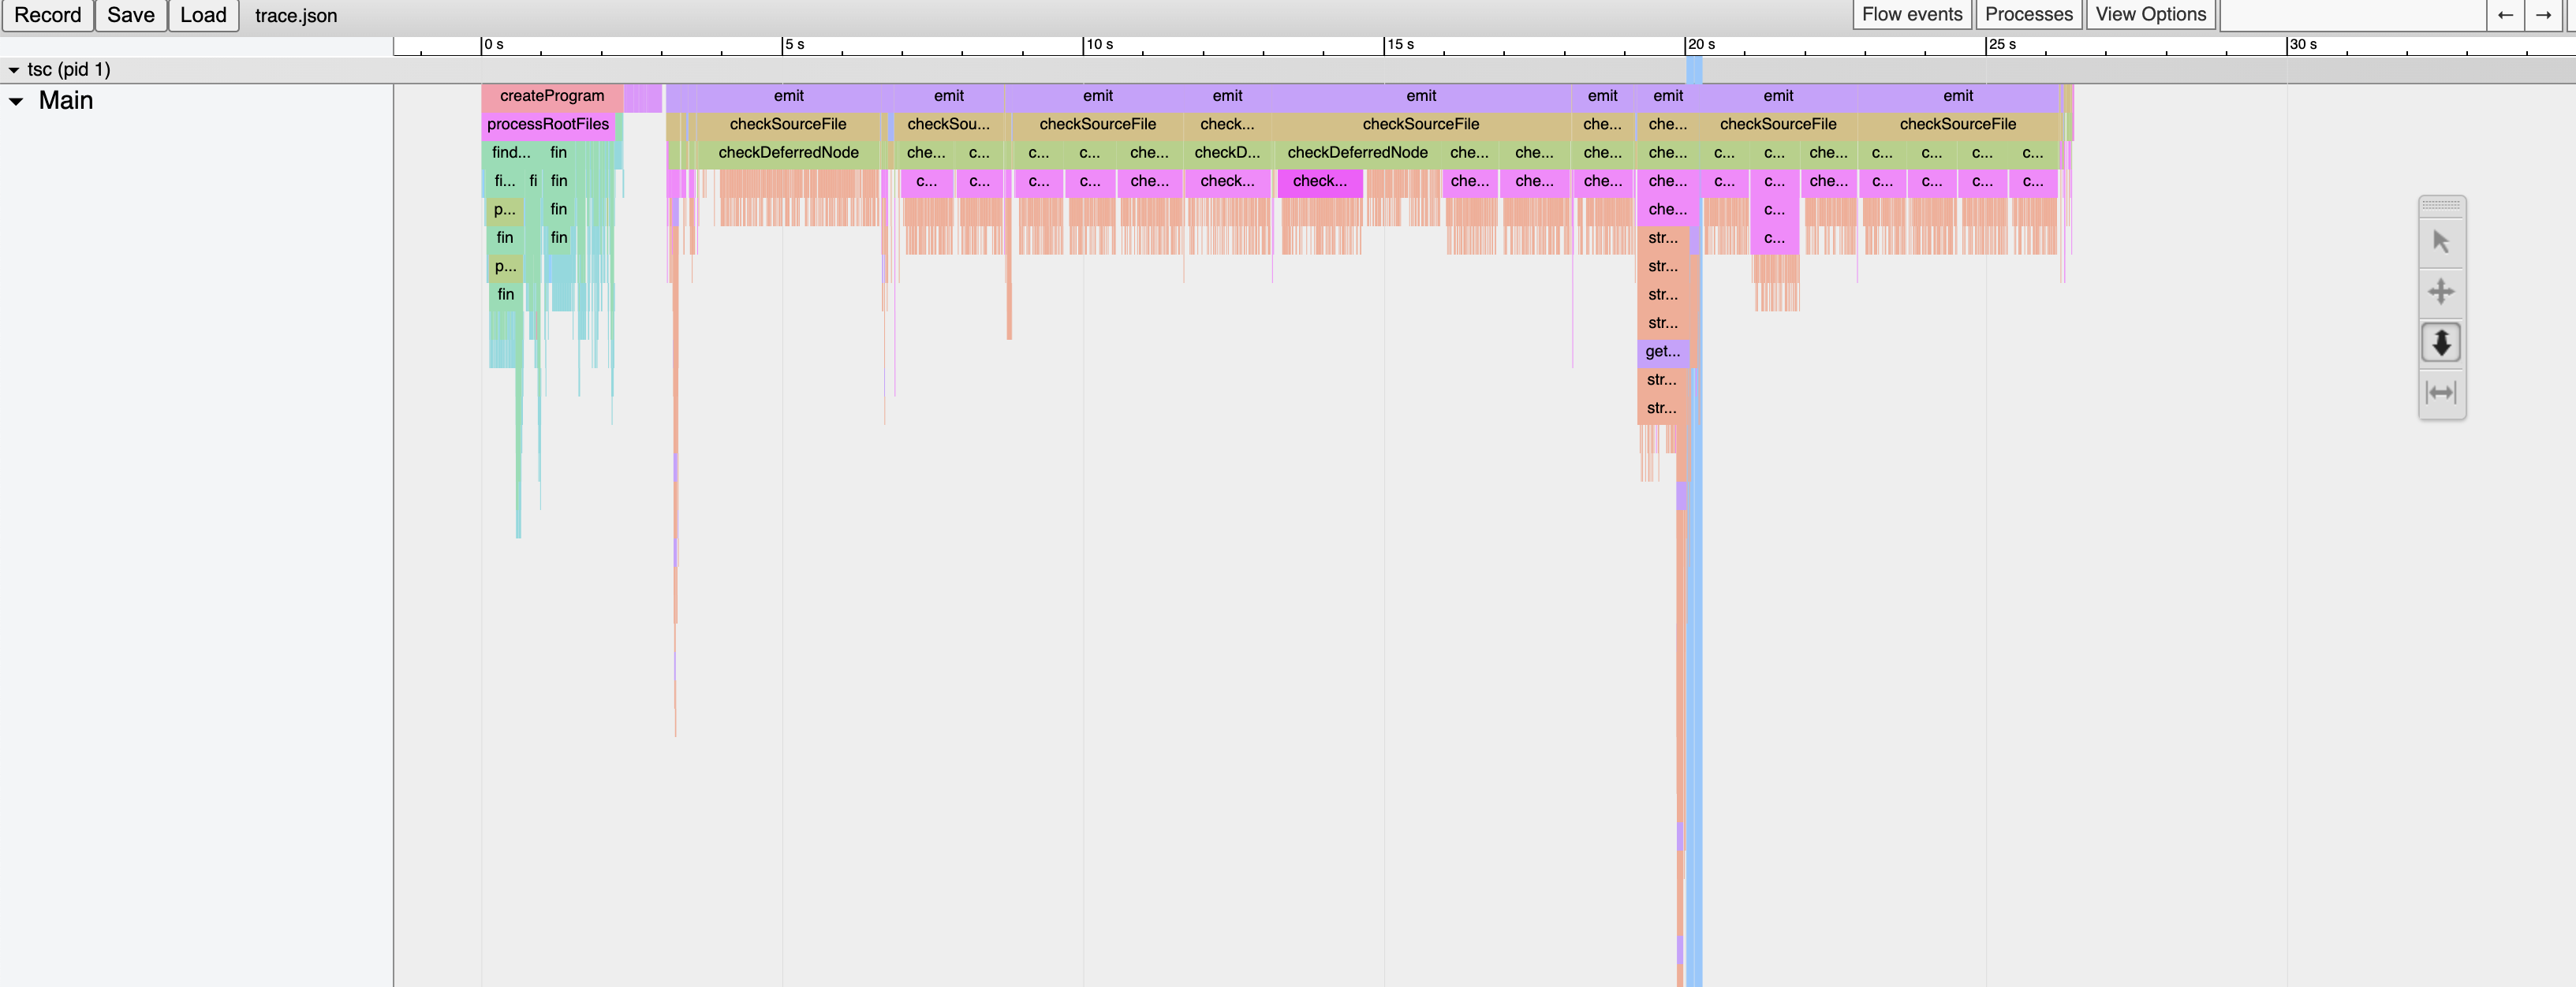 Record Save Load trace.json Flow events Processes View Options ← →
0 s 5 s 10 s 15 s 20 s 25 s 30 s
tsc (pid 1)
Main
createProgram emit emit emit emit emit emit emit emit emit
processRootFiles checkSourceFile checkSou... checkSourceFile check... checkSourceFile che... che... checkSourceFile checkSourceFile
find... fin checkDeferredNode che... c... c... c... che... checkD... checkDeferredNode che... che... che... che... c... c... che... c... c... c... c...
fi... fi fin c... c... c... c... che... check... check... che... che... che... che... c... c... che... c... c... c... c...
p... fin che... c...
fin fin str... c...
p... str...
fin str...
str...
get...
str...
str...